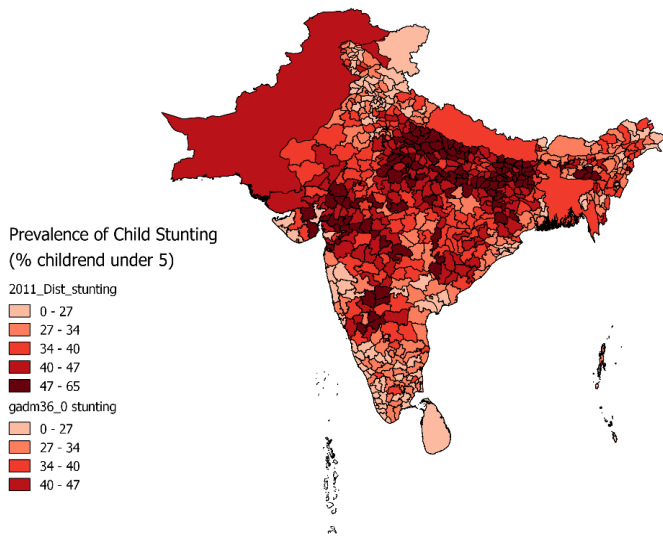 Prevalence of Child Stunting
(% childrend under 5)
2011_Dist_stunting
0 - 27
27 - 34
34 - 40
40 - 47
47 - 65
gadm36_0 stunting
0 - 27
27 - 34
34 - 40
40 - 47